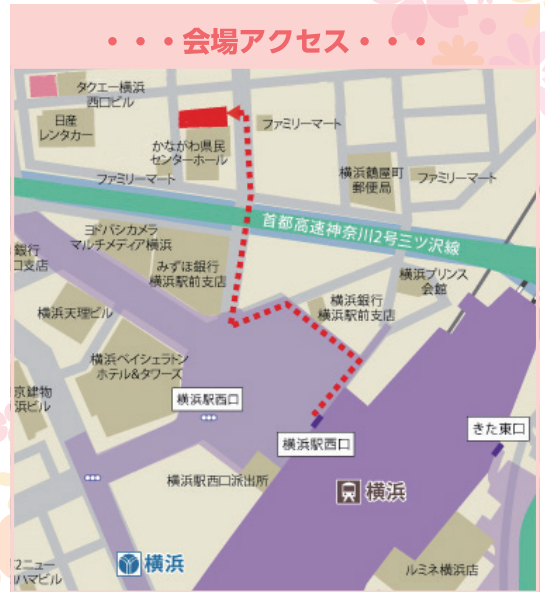 ・・・会場アクセス・・・
タクエー横浜
西口ビル
日産
レンタカー
かながわ県民
センターホール
ファミリーマート
ファミリーマート
横浜鶴屋町
郵便局
ファミリーマート
首都高速神奈川2号三ツ沢線
ヨドバシカメラ
マルチメディア横浜
銀行
口支店
みずほ銀行
横浜駅前支店
横浜プリンス
会館
横浜銀行
横浜駅前支店
横浜天理ビル
横浜ベイシェラトン
ホテル&タワーズ
京建物
浜ビル
横浜駅西口
横浜駅西口
きた東口
横浜駅西口派出所
横浜
横浜
2ニュー
ハマビル
ルミネ横浜店